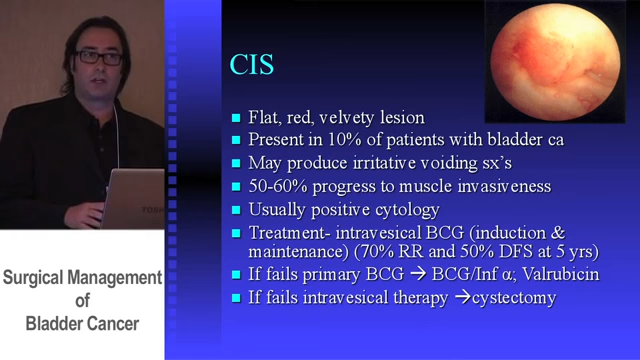 CIS
Flat, red, velvety lesion
Present in 10% of patients with bladder ca
May produce irritative voiding sx's
50-60% progress to muscle invasiveness
Usually positive cytology
Treatment- intravesical BCG (induction &
maintenance) (70% RR and 50% DFS at 5 yrs)
If fails primary BCG → BCG/Inf α, Valrubicin
If fails intravesical therapy →cystectomy
TOSHIBA
Surgical Management
of
Bladder Cancer